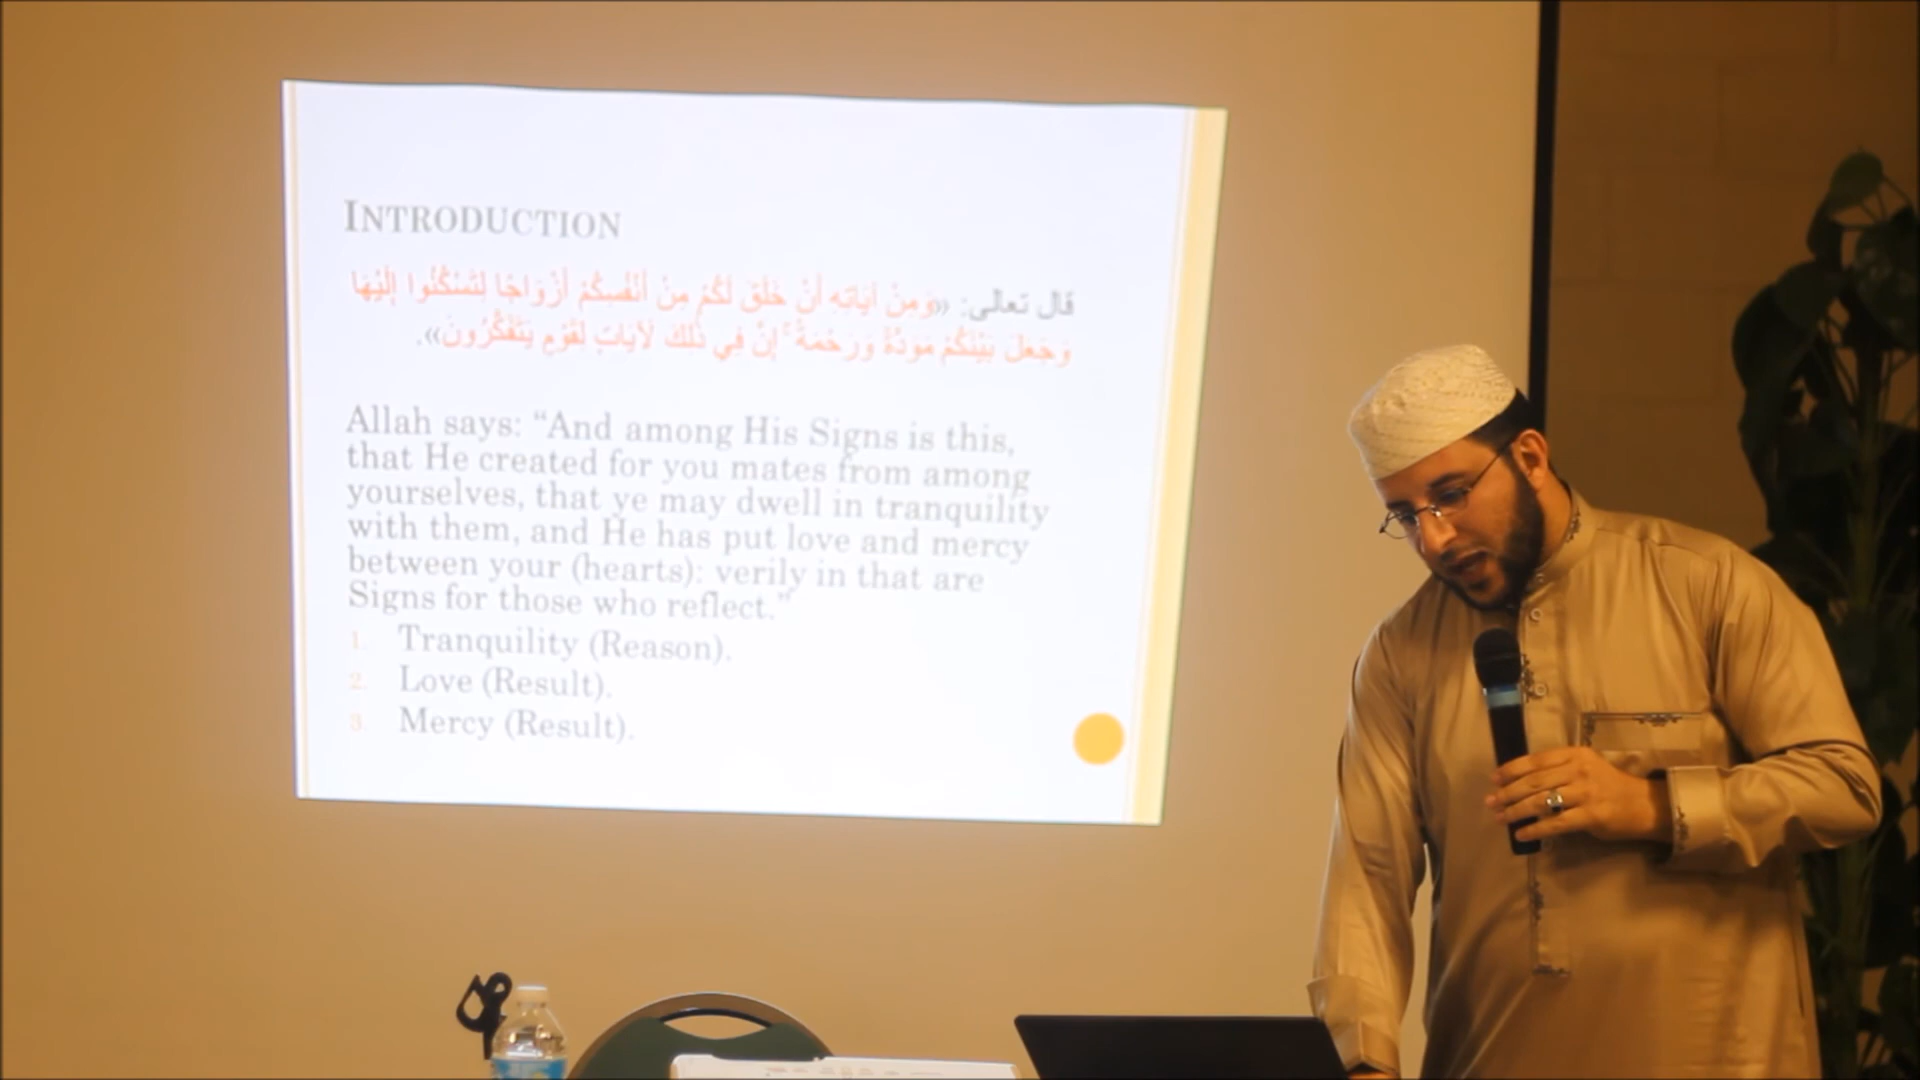 INTRODUCTION
قال تعالى: «وَمِنْ آيَاتِهِ أَنْ خَلَقَ لَكُمْ مِنْ أَنْفُسِكُمْ أَزْوَاجًا لِتَسْكُنُوا إِلَيْهَا
وَجَعَلَ بَيْنَكُمْ مَوَدَّةً وَرَحْمَةً ۚ إِنَّ فِي ذَٰلِكَ لَآيَاتٍ لِقَوْمٍ يَتَفَكَّرُونَ».
Allah says: “And among His Signs is this,
that He created for you mates from among
yourselves, that ye may dwell in tranquility
with them, and He has put love and mercy
between your (hearts): verily in that are
Signs for those who reflect.”
1. Tranquility (Reason).
2. Love (Result).
3. Mercy (Result).